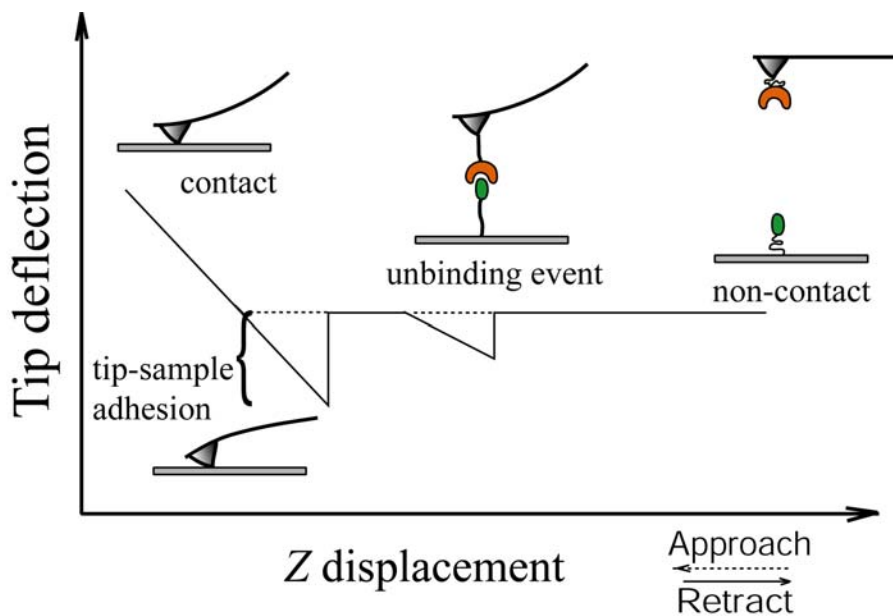 Tip deflection
contact
unbinding event
non-contact
tip-sample
adhesion
Z displacement
Approach
Retract